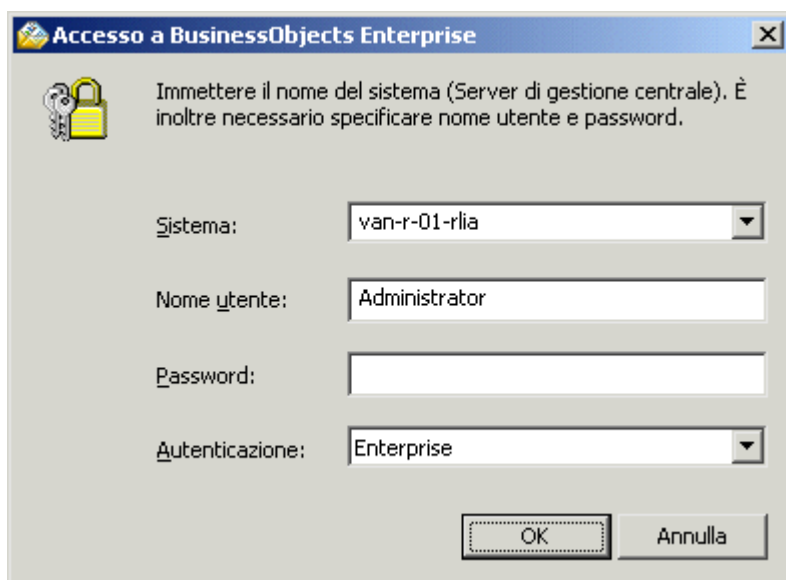 Accesso a BusinessObjects Enterprise
Immettere il nome del sistema (Server di gestione centrale). È
inoltre necessario specificare nome utente e password.
Sistema: van-r-01-rlia
Nome utente: Administrator
Password:
Autenticazione: Enterprise
OK Annulla